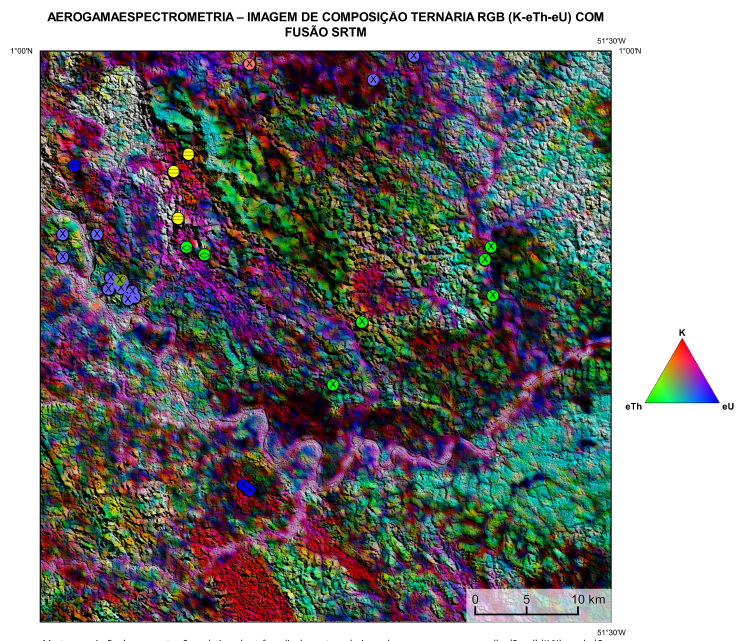 AEROGAMAESPECTROMETRIA – IMAGEM DE COMPOSIÇÃO TERNÁRIA RGB (K-eTh-eU) COM
FUSÃO SRTM
51°30'W
1°00'N
1°00'N
K
eTh
eU
0 5 10 km
51°30'W